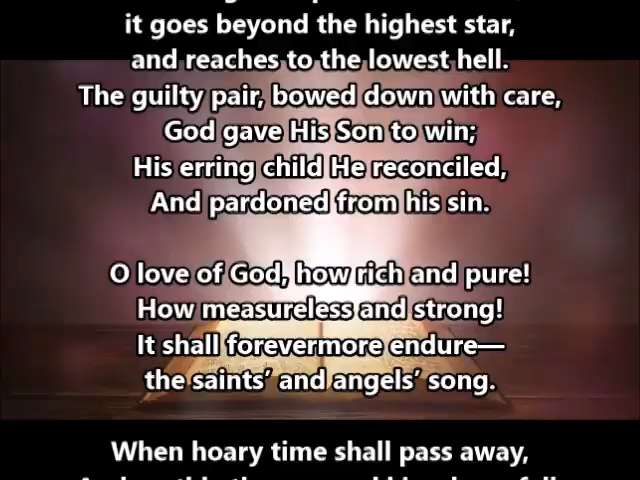 it goes beyond the highest star,
and reaches to the lowest hell.
The guilty pair, bowed down with care,
God gave His Son to win;
His erring child He reconciled,
And pardoned from his sin.
O love of God, how rich and pure!
How measureless and strong!
It shall forevermore endure—
the saints’ and angels’ song.
When hoary time shall pass away,